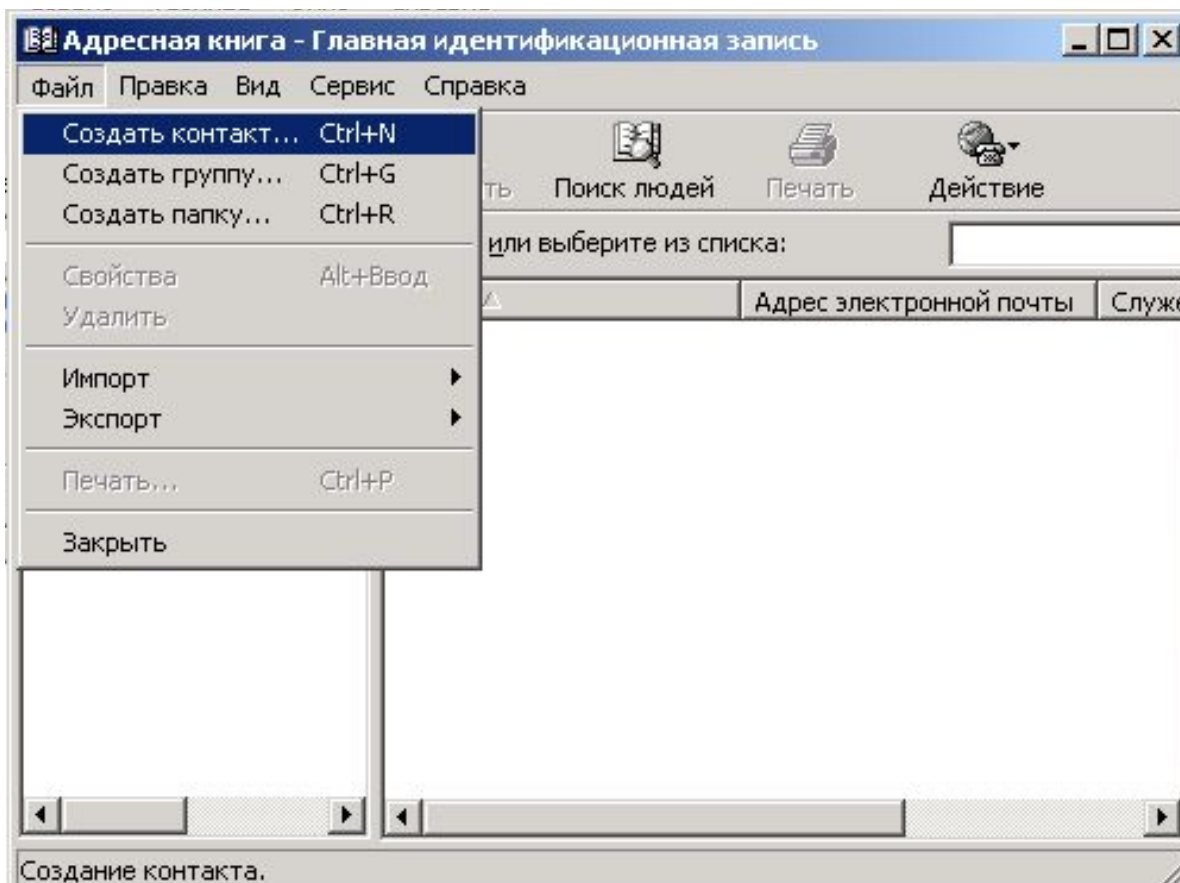 Адресная книга - Главная идентификационная запись
Файл Правка Вид Сервис Справка
Создать контакт... Ctrl+N
Создать группу... Ctrl+G
Создать папку... Ctrl+R
Свойства Alt+Ввод
Удалить
Импорт
Экспорт
Печать... Ctrl+P
Закрыть
ть Поиск людей Печать Действие
или выберите из списка:
Адрес электронной почты Служе
Создание контакта.